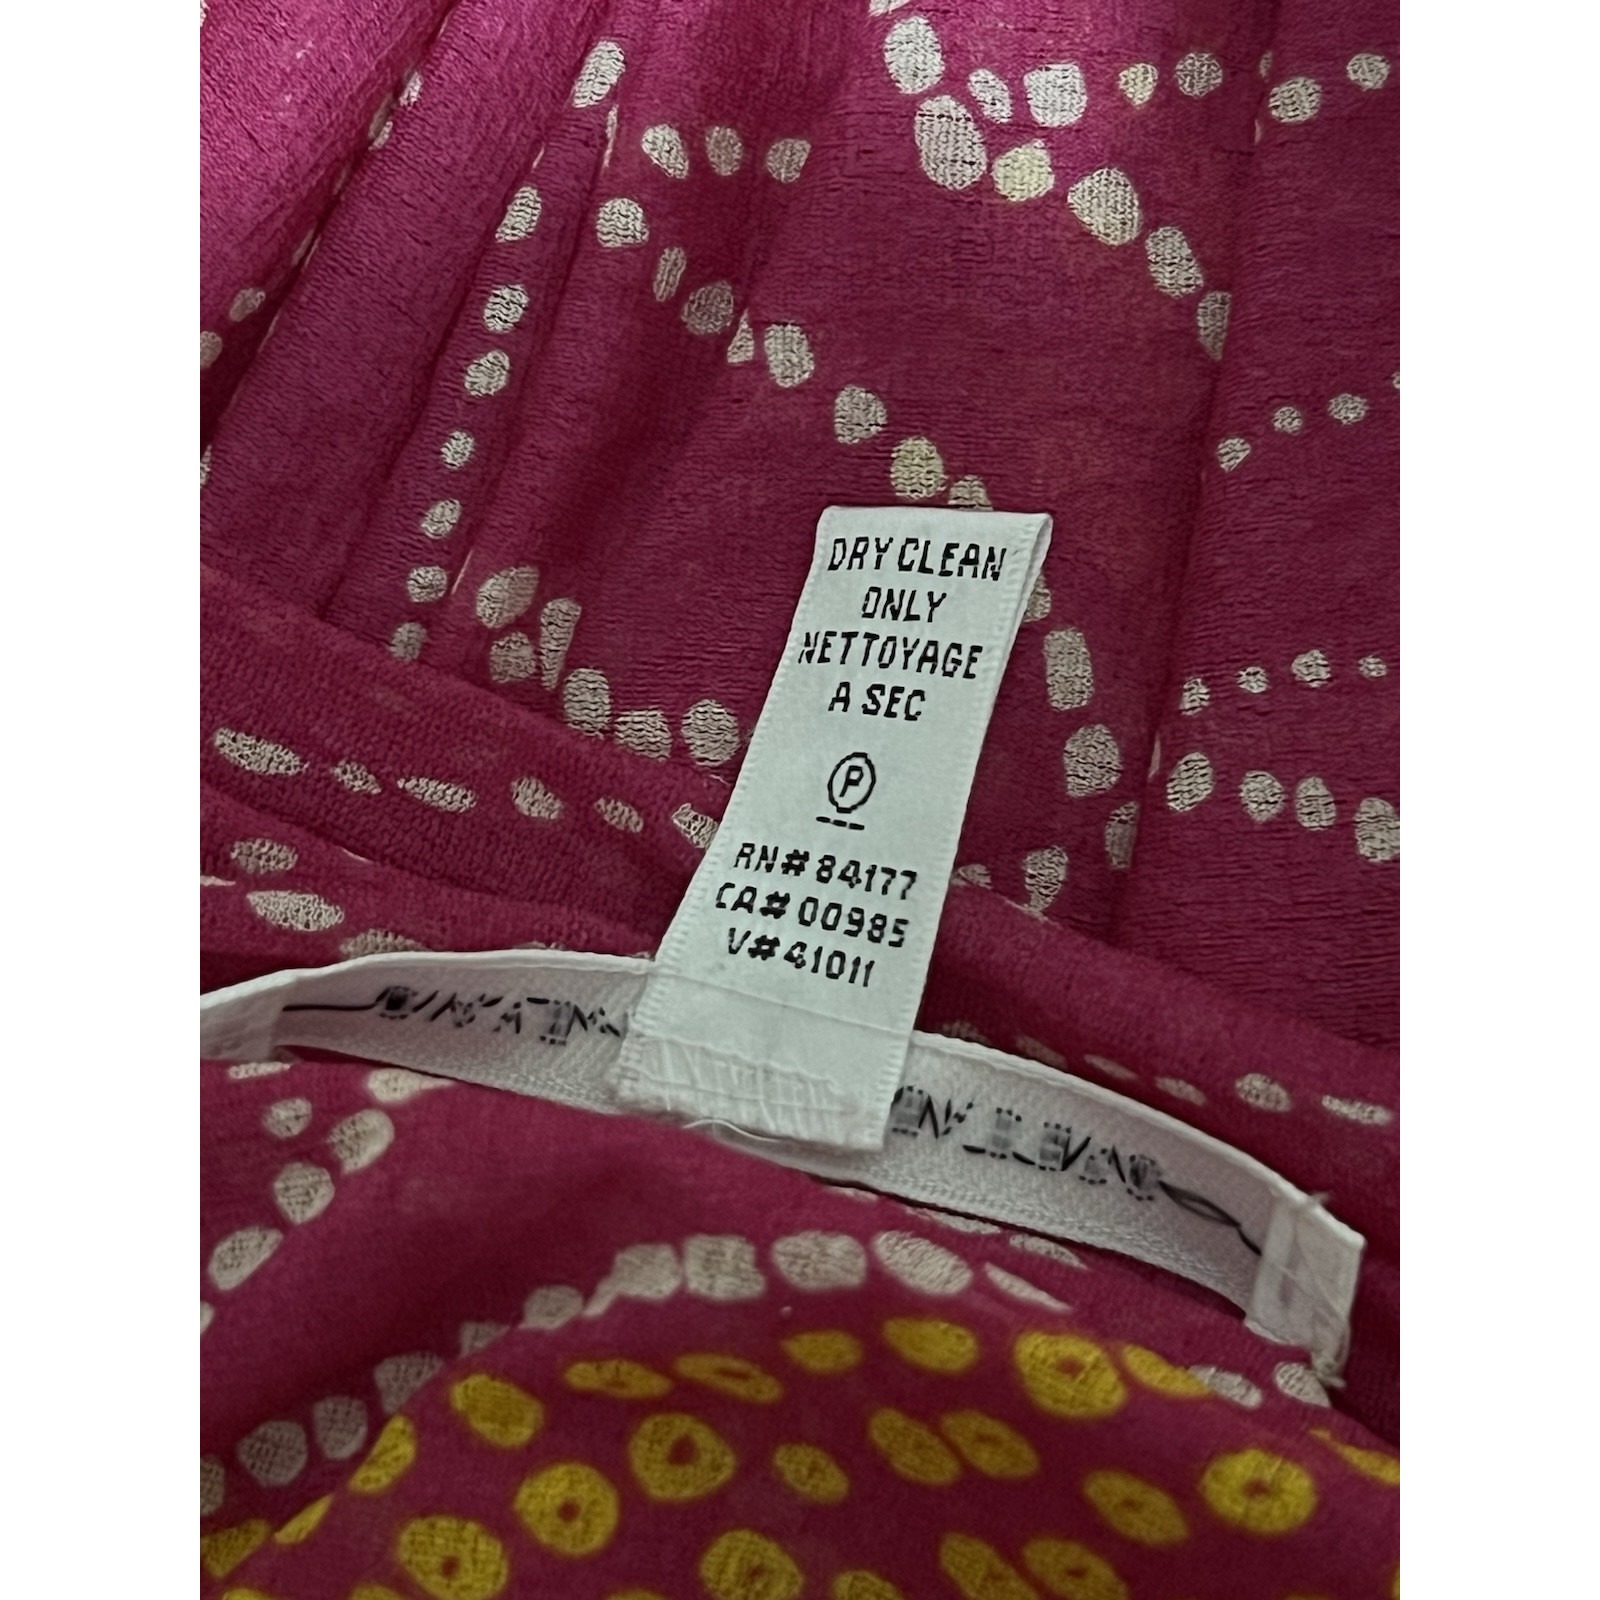 DRY CLEAN
ONLY
NETTOYAGE
A SEC
P
RN# 84177
CA# 00985
V# 41011